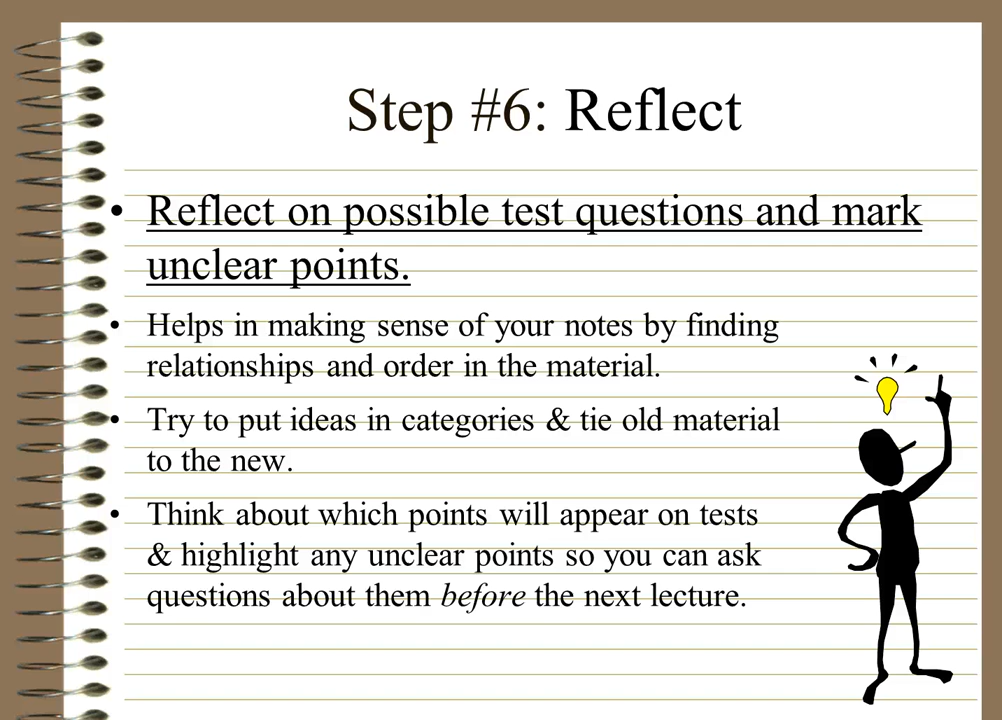 Step #6: Reflect
• Reflect on possible test questions and mark
unclear points.
• Helps in making sense of your notes by finding
relationships and order in the material.
• Try to put ideas in categories & tie old material
to the new.
• Think about which points will appear on tests
& highlight any unclear points so you can ask
questions about them before the next lecture.